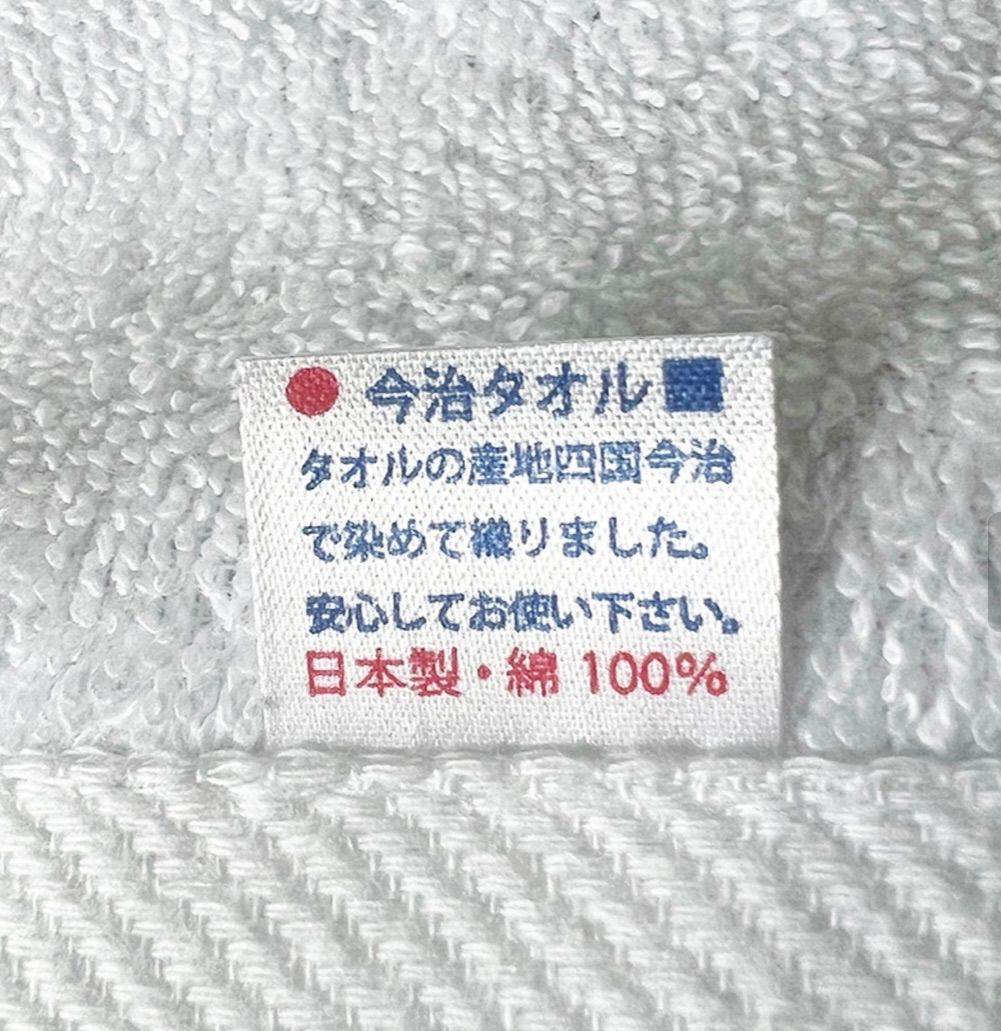 今治タオル
タオルの産地四国今治
で染めて織りました。
安心してお使い下さい。
日本製・綿 100%